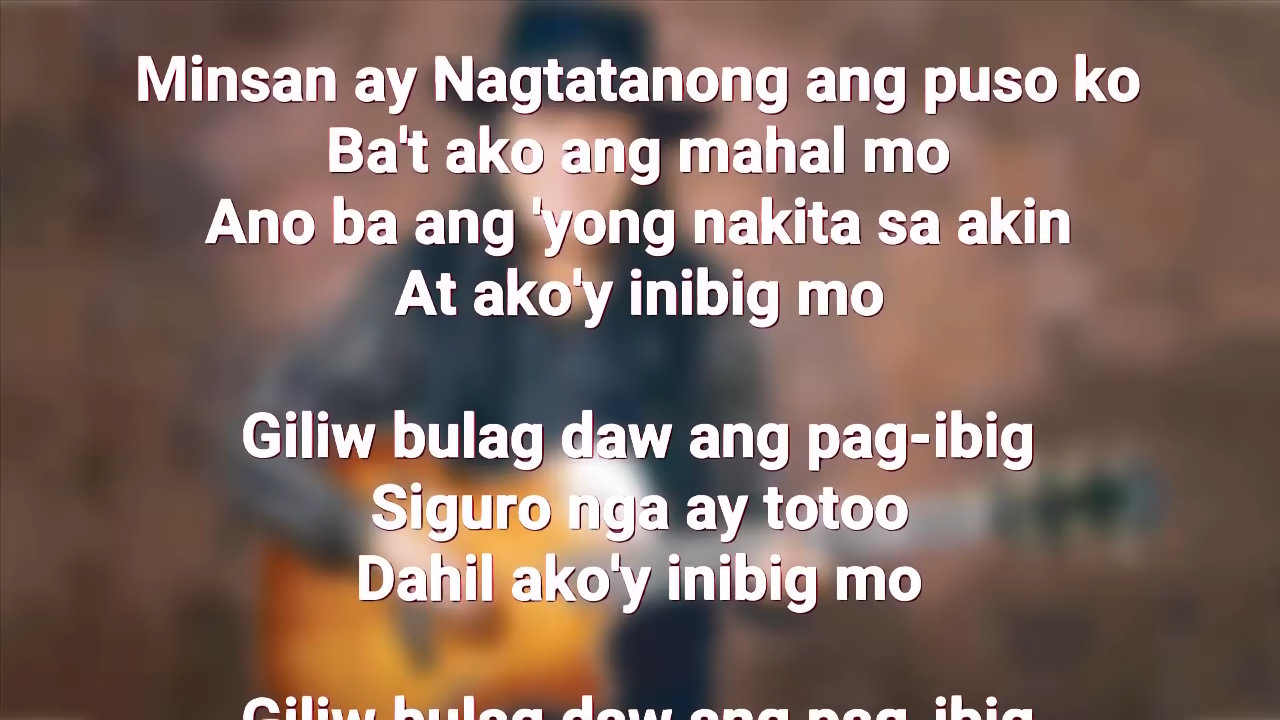 Minsan ay Nagtatanong ang puso ko
Ba't ako ang mahal mo
Ano ba ang 'yong nakita sa akin
At ako'y inibig mo
Giliw bulag daw ang pag-ibig
Siguro nga ay totoo
Dahil ako'y inibig mo
Giliw bulag daw ang pag-ibig